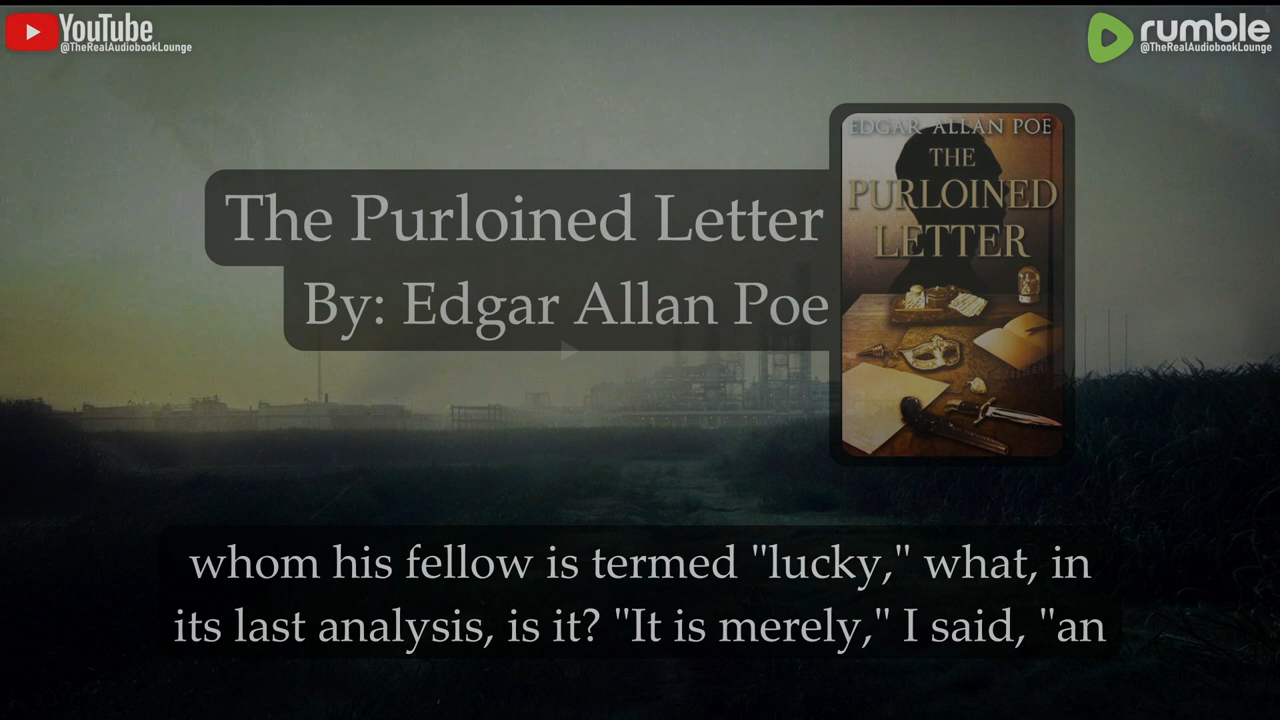 YouTube
@TheRealAudiobookLounge
rumble
@TheRealAudiobookLounge
EDGAR ALLAN POE
THE
PURLOINED
LETTER
The Purloined Letter
By: Edgar Allan Poe
whom his fellow is termed "lucky," what, in
its last analysis, is it? "It is merely," I said, "an